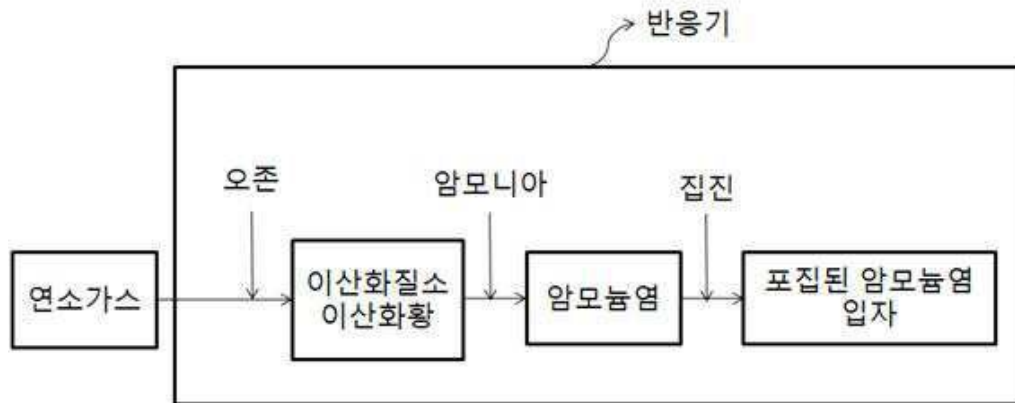 반응기
오존
암모니아
집진
연소가스
이산화질소
이산화황
암모늄염
포집된 암모늄염
입자